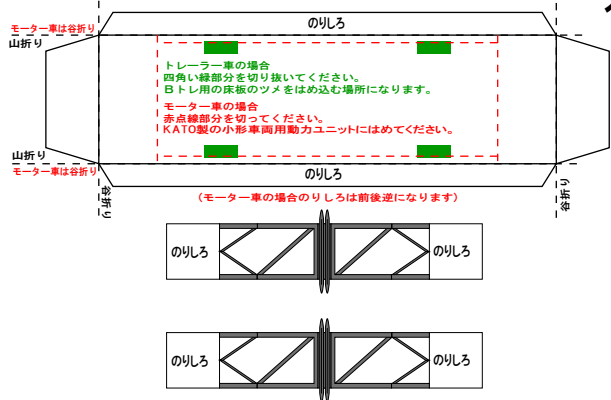 のりしろ
モーター車は谷折り
山折り
トレーラー車の場合
四角い緑部分を切り抜いてください。
Bトレ用の床板のツメをはめ込む場所になります。
モーター車の場合
赤点線部分を切ってください。
KATO製の小形車両用動力ユニットにはめてください。
山折り
モーター車は谷折り
のりしろ
谷折り
谷折り
(モーター車の場合のりしろは前後逆になります)
のりしろ
のりしろ
のりしろ
のりしろ